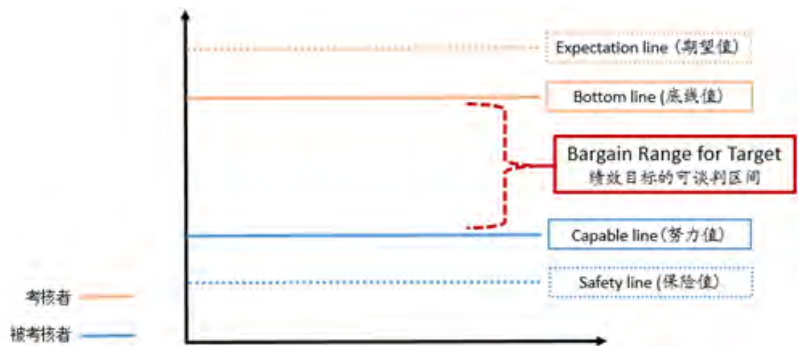 Expectation line (期望值)
Bottom line (底线值)
Bargain Range for Target
绩效目标的可谈判区间
Capable line (努力值)
Safety line (保险值)
考核者
被考核者